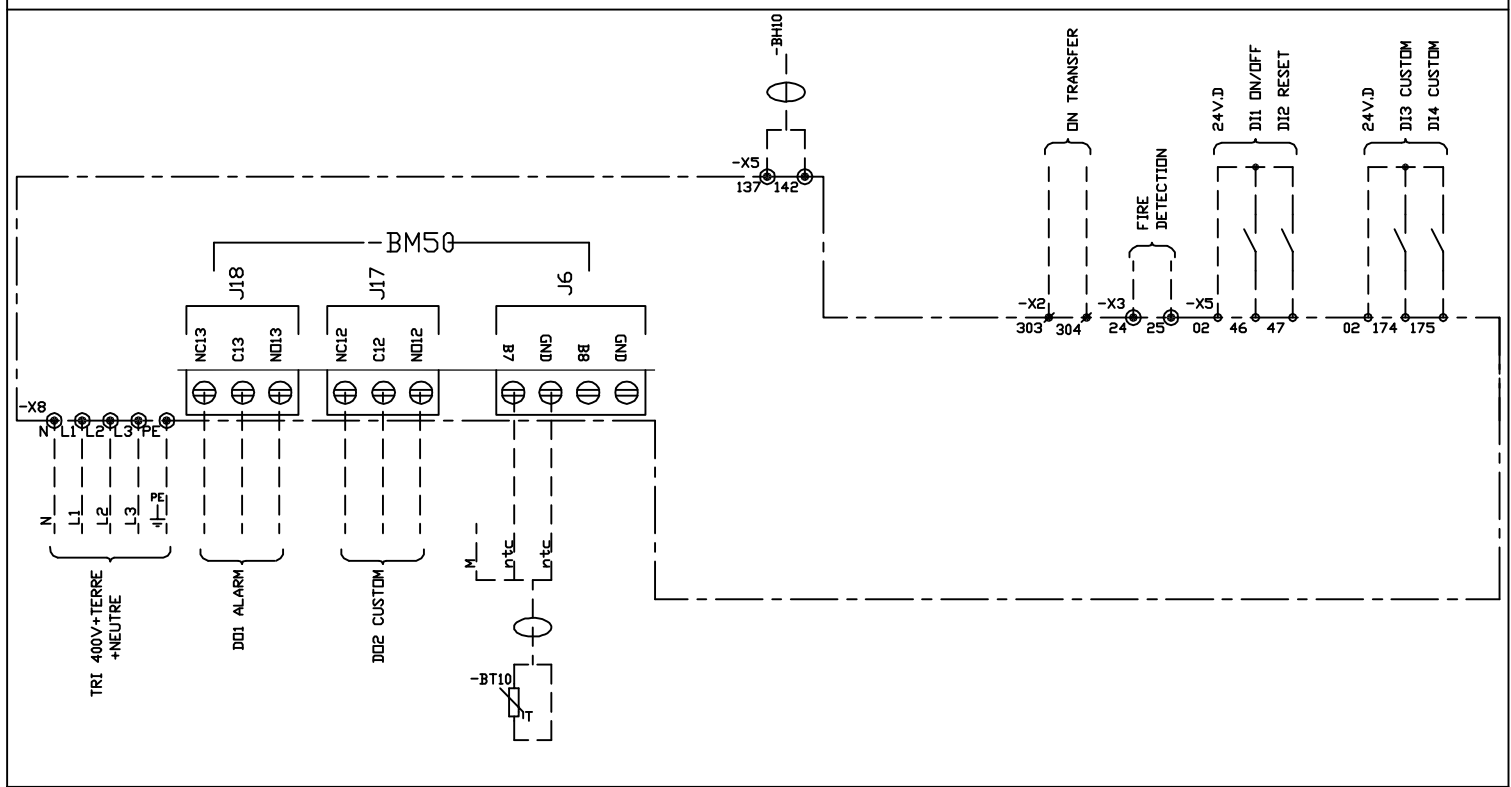 -BH10
ON TRANSFER
24V.D
DI1 ON/OFF
DI2 RESET
24V.D
DI3 CUSTOM
DI4 CUSTOM
-X5
137
142
FIRE
DETECTION
-BM50
J18
J17
J6
-X2
303
304
-X3
24
25
-X5
02
46
47
02
174
175
NC13
C13
NO13
NC12
C12
NO12
B7
GND
B8
GND
-X8
N
L1
L2
L3
PE
N
L1
L2
L3
PE
M
ntc
ntc
TRI 400V+TERRE
+NEUTRE
DO1 ALARM
DO2 CUSTOM
-BT10
T